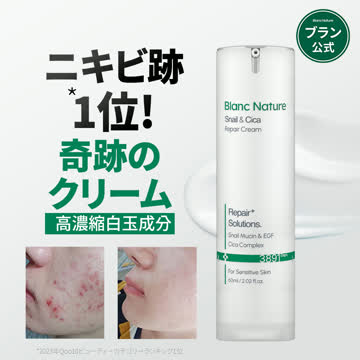 Blanc Nature
ブラン
公式
ニキビ跡
*1位!
奇跡の
クリーム
高濃縮白玉成分
Blanc Nature
Snail & Cica
Repair Cream
Repair+
Solutions.
Snail Mucin & EGF
Cica Complex
For Sensitive Skin
60ml / 2.02 fl.oz.